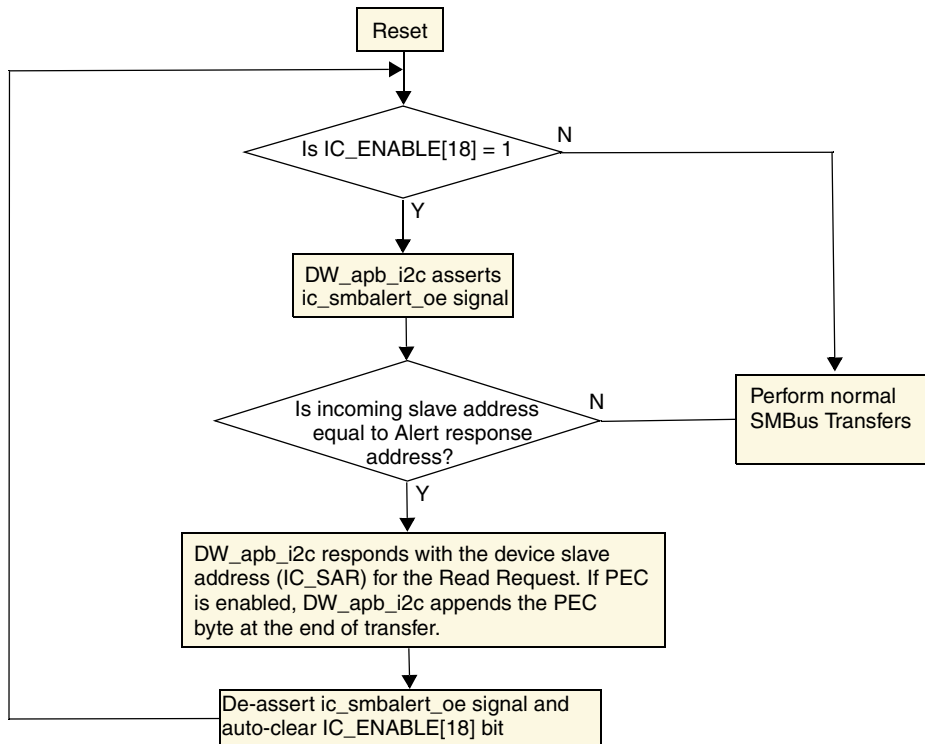 Reset
Is IC_ENABLE[18] = 1
N
Y
DW_apb_i2c asserts
ic_smbalert_oe signal
Is incoming slave address
equal to Alert response
address?
N
Perform normal
SMBus Transfers
Y
DW_apb_i2c responds with the device slave
address (IC_SAR) for the Read Request. If PEC
is enabled, DW_apb_i2c appends the PEC
byte at the end of transfer.
De-assert ic_smbalert_oe signal and
auto-clear IC_ENABLE[18] bit